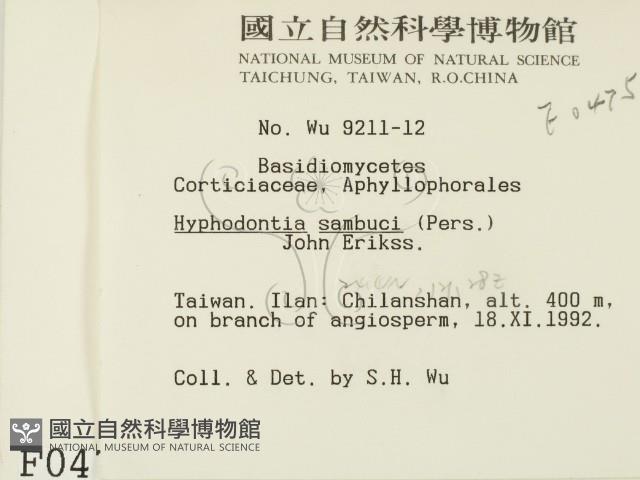 國立自然科學博物館
NATIONAL MUSEUM OF NATURAL SCIENCE
TAICHUNG, TAIWAN, R.O.CHINA
F0475
No. Wu 9211-12
Basidiomycetes
Corticiaceae, Aphyllophorales
Hyphodontia sambuci (Pers.)
John Erikss.
Taiwan. Ilan: Chilanshan, alt. 400 m,
on branch of angiosperm, 18.XI.1992.
Coll. & Det. by S.H. Wu
國立自然科學博物館
NATIONAL MUSEUM OF NATURAL SCIENCE
F04